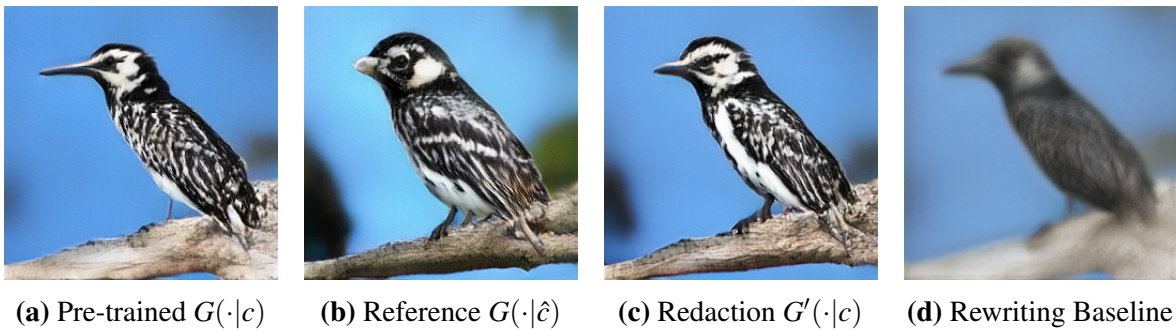 (a) Pre-trained G(·|c)
(b) Reference G(·|ĉ)
(c) Redaction G′(·|c)
(d) Rewriting Baseline